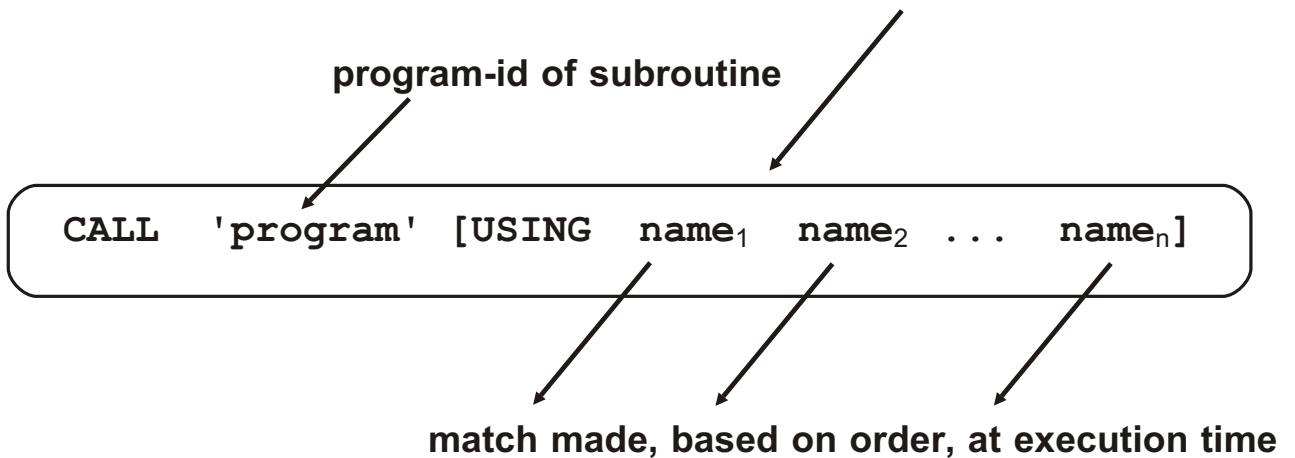 program-id of subroutine
CALL 'program' [USING name₁ name₂ ... nameₙ]
match made, based on order, at execution time